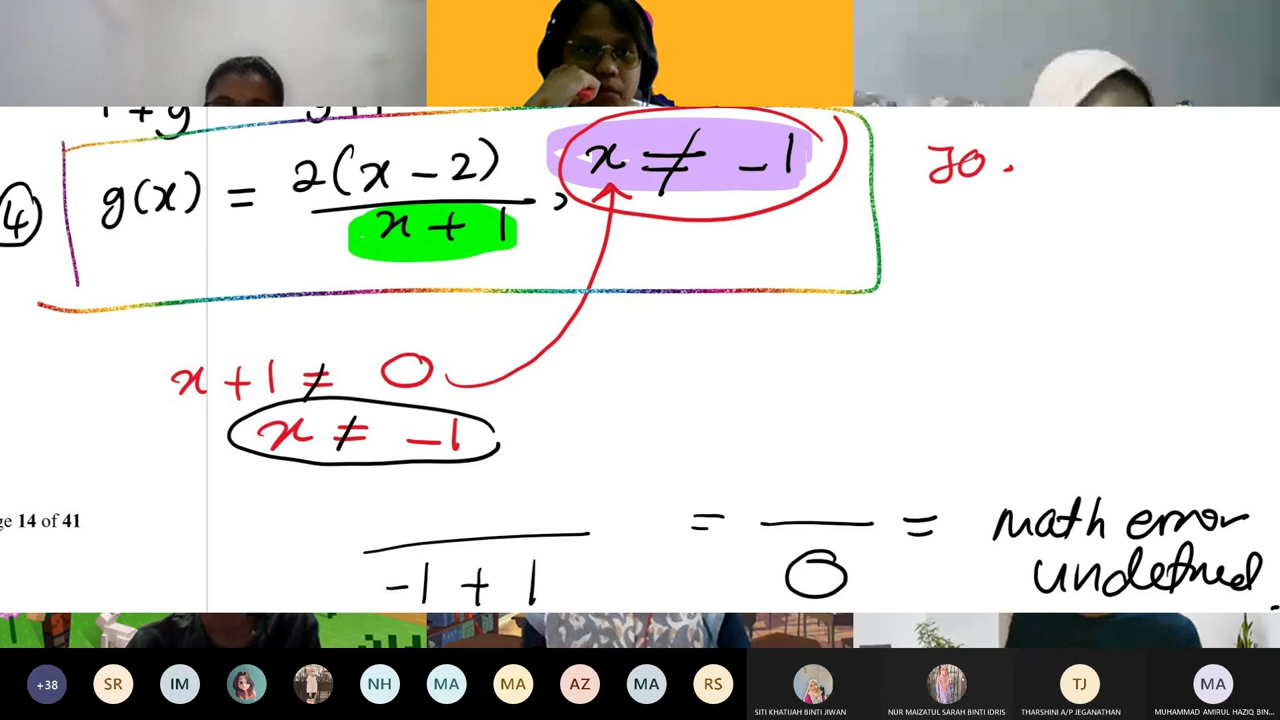 1 + y
④ g(x) = 2(x - 2) / x + 1 , x ≠ -1
JO.
x + 1 ≠ 0
x ≠ -1
ge 14 of 41
/ -1 + 1 = / 0 = math error
undefined.
+38 SR IM NH MA MA AZ MA RS TJ MA
SITI KHATIJAH BINTI JIWAN NUR MAIZATUL SARAH BINTI IDRIS THARSHINI A/P JEGANATHAN MUHAMMAD AMIRUL HAZIQ BIN...